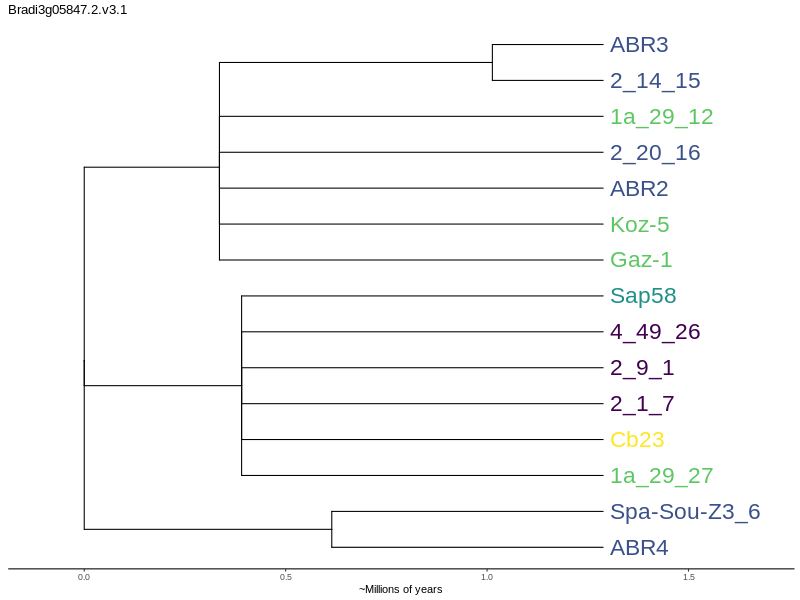 Bradi3g05847.2.v3.1
ABR3
2_14_15
1a_29_12
2_20_16
ABR2
Koz-5
Gaz-1
Sap58
4_49_26
2_9_1
2_1_7
Cb23
1a_29_27
Spa-Sou-Z3_6
ABR4
0.0 0.5 1.0 1.5
~Millions of years